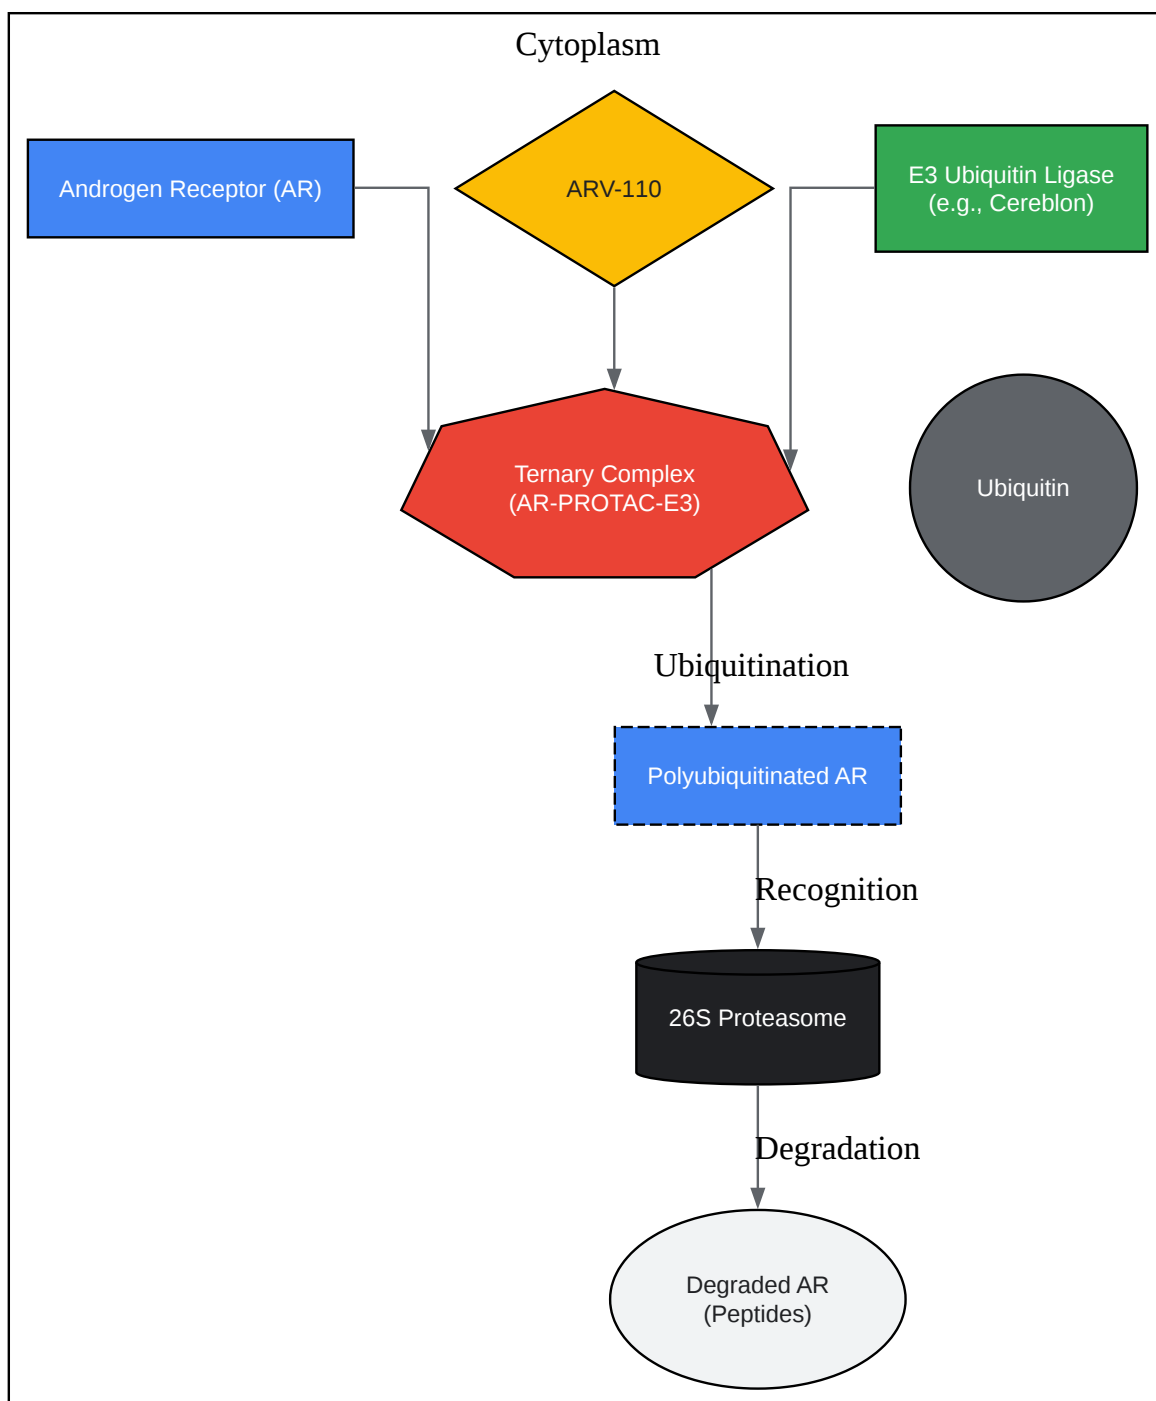 Cytoplasm
Androgen Receptor (AR)
ARV-110
E3 Ubiquitin Ligase
(e.g., Cereblon)
Ternary Complex
(AR-PROTAC-E3)
Ubiquitin
Ubiquitination
Polyubiquitinated AR
Recognition
26S Proteasome
Degradation
Degraded AR
(Peptides)